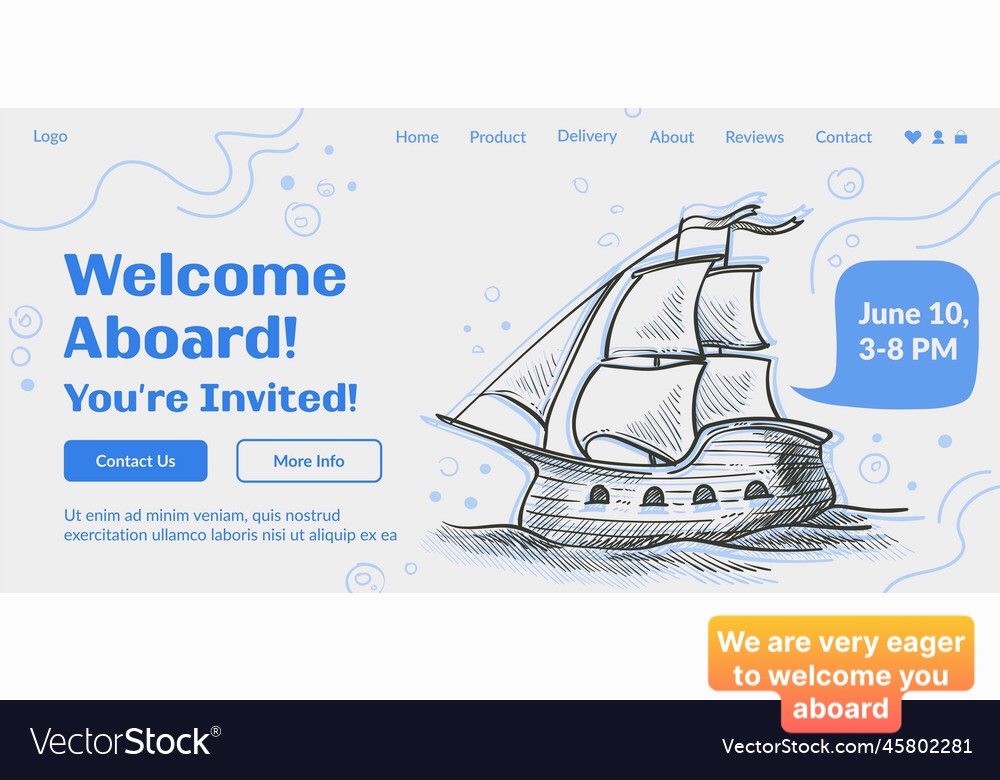 Logo
Home Product Delivery About Reviews Contact
Welcome
Aboard!
You're Invited!
Contact Us More Info
Ut enim ad minim veniam, quis nostrud
exercitation ullamco laboris nisi ut aliquip ex ea
June 10,
3-8 PM
We are very eager
to welcome you
aboard
VectorStock®
VectorStock.com/45802281